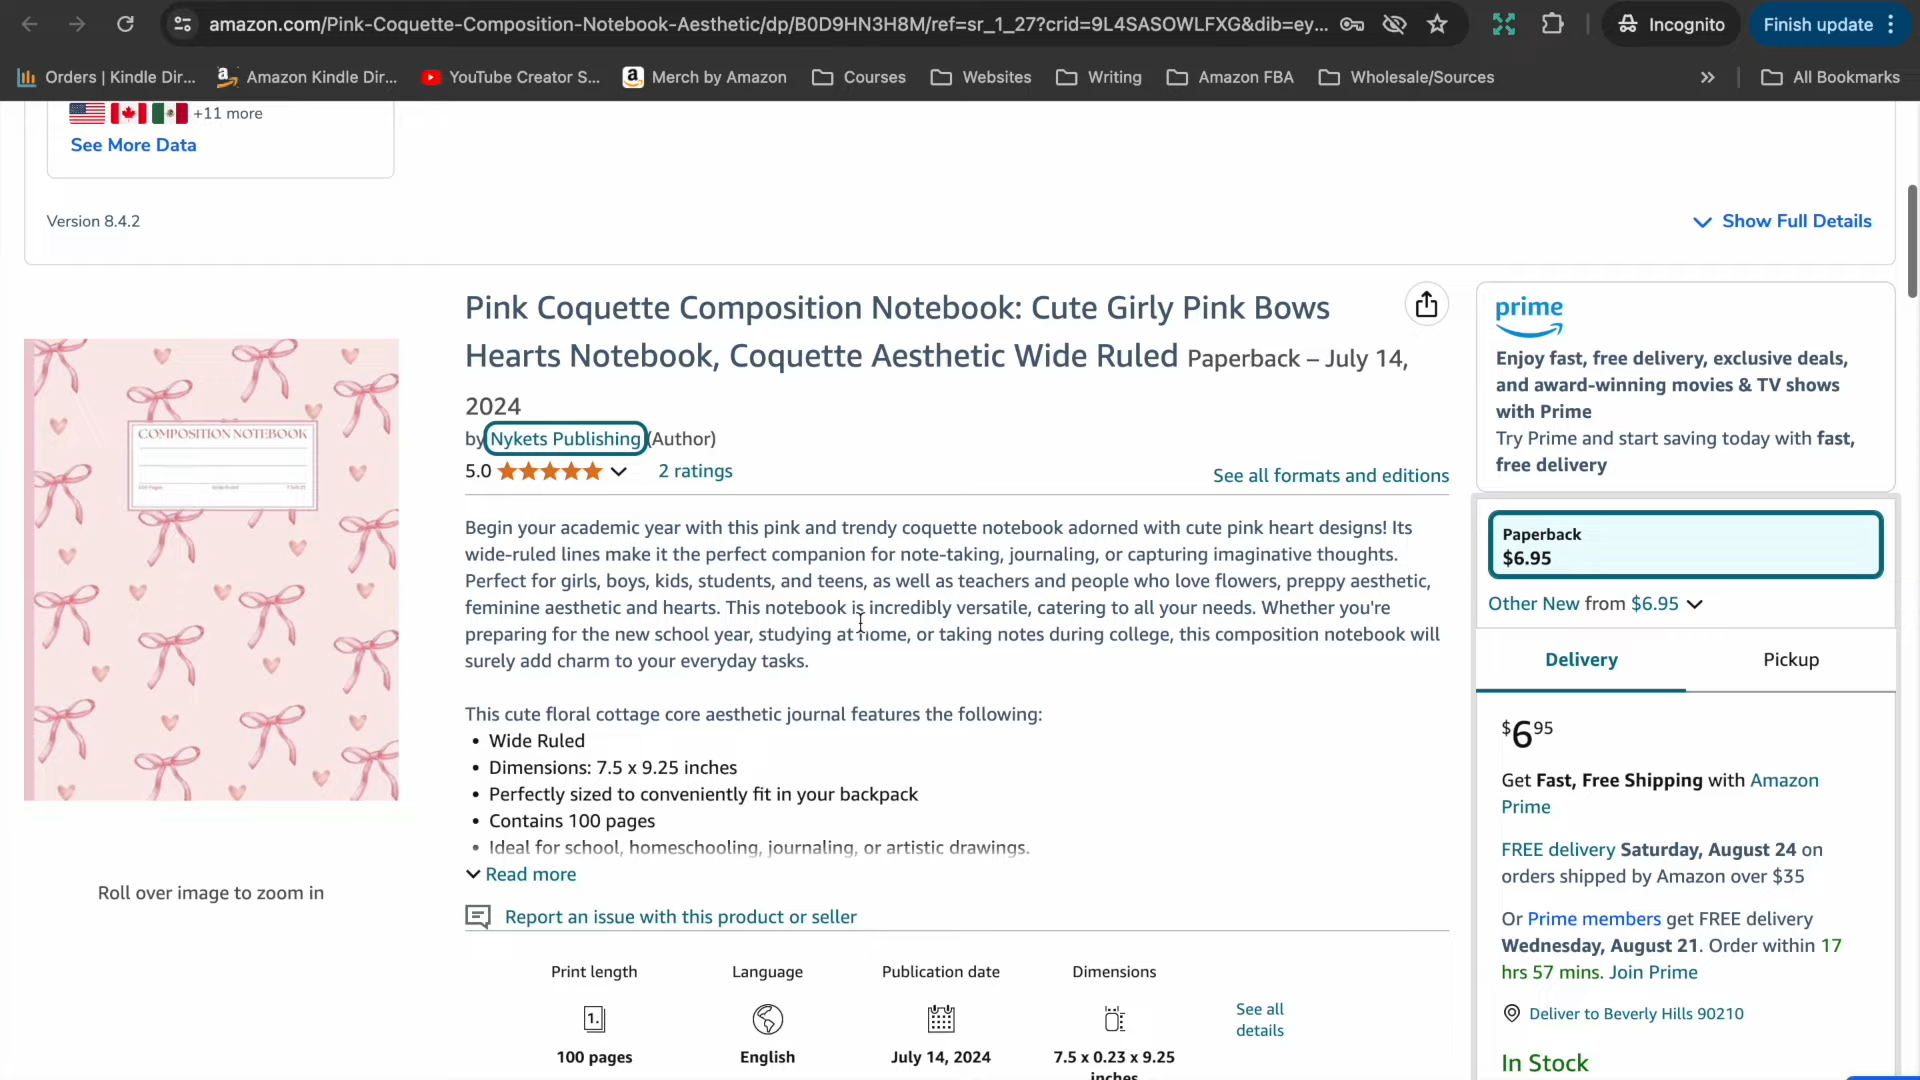 amazon.com/Pink-Coquette-Composition-Notebook-Aesthetic/dp/B0D9HN3H8M/ref=sr_1_27?crid=9L4SASOWLFXG&dib=ey...
Incognito
Finish update
Orders | Kindle Dir...
Amazon Kindle Dir...
YouTube Creator S...
Merch by Amazon
Courses
Websites
Writing
Amazon FBA
Wholesale/Sources
»
All Bookmarks
+11 more
See More Data
Version 8.4.2
Show Full Details
COMPOSITION NOTEBOOK
Roll over image to zoom in
Pink Coquette Composition Notebook: Cute Girly Pink Bows
Hearts Notebook, Coquette Aesthetic Wide Ruled Paperback – July 14,
2024
by Nykets Publishing (Author)
5.0
2 ratings
See all formats and editions
Begin your academic year with this pink and trendy coquette notebook adorned with cute pink heart designs! Its
wide-ruled lines make it the perfect companion for note-taking, journaling, or capturing imaginative thoughts.
Perfect for girls, boys, kids, students, and teens, as well as teachers and people who love flowers, preppy aesthetic,
feminine aesthetic and hearts. This notebook is incredibly versatile, catering to all your needs. Whether you're
preparing for the new school year, studying at home, or taking notes during college, this composition notebook will
surely add charm to your everyday tasks.
This cute floral cottage core aesthetic journal features the following:
• Wide Ruled
• Dimensions: 7.5 x 9.25 inches
• Perfectly sized to conveniently fit in your backpack
• Contains 100 pages
• Ideal for school, homeschooling, journaling, or artistic drawings.
Read more
Report an issue with this product or seller
Print length
Language
Publication date
Dimensions
1.
100 pages
English
July 14, 2024
7.5 x 0.23 x 9.25
inches
See all
details
prime
Enjoy fast, free delivery, exclusive deals,
and award-winning movies & TV shows
with Prime
Try Prime and start saving today with fast,
free delivery
Paperback
$6.95
Other New from $6.95
Delivery
Pickup
$6 95
Get Fast, Free Shipping with Amazon
Prime
FREE delivery Saturday, August 24 on
orders shipped by Amazon over $35
Or Prime members get FREE delivery
Wednesday, August 21. Order within 17
hrs 57 mins. Join Prime
Deliver to Beverly Hills 90210
In Stock